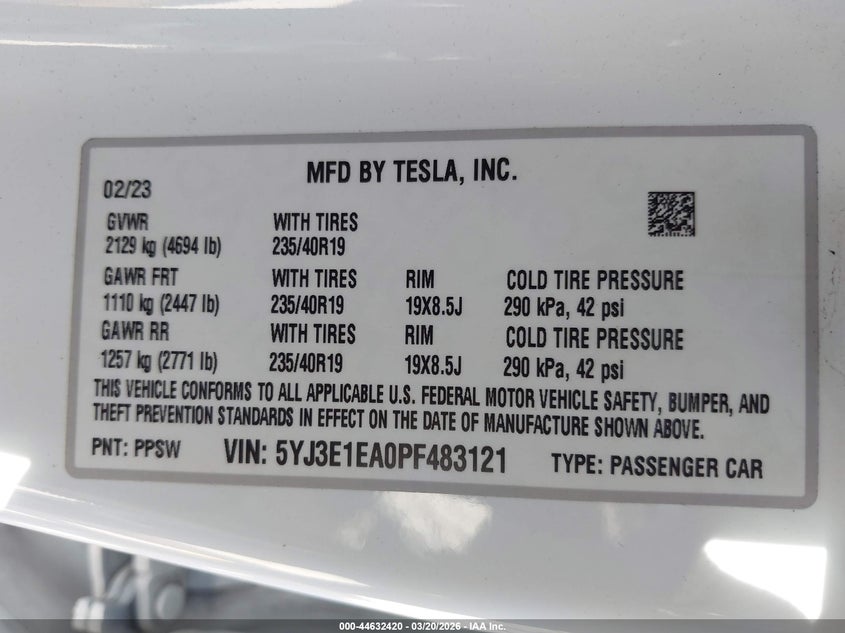 MFD BY TESLA, INC.
02/23
GVWR WITH TIRES
2129 kg (4694 lb) 235/40R19
GAWR FRT WITH TIRES RIM COLD TIRE PRESSURE
1110 kg (2447 lb) 235/40R19 19X8.5J 290 kPa, 42 psi
GAWR RR WITH TIRES RIM COLD TIRE PRESSURE
1257 kg (2771 lb) 235/40R19 19X8.5J 290 kPa, 42 psi
THIS VEHICLE CONFORMS TO ALL APPLICABLE U.S. FEDERAL MOTOR VEHICLE SAFETY, BUMPER, AND
THEFT PREVENTION STANDARDS IN EFFECT ON THE DATE OF MANUFACTURE SHOWN ABOVE.
PNT: PPSW VIN: 5YJ3E1EA0PF483121 TYPE: PASSENGER CAR
000-44632420 - 03/20/2026 - IAA Inc.